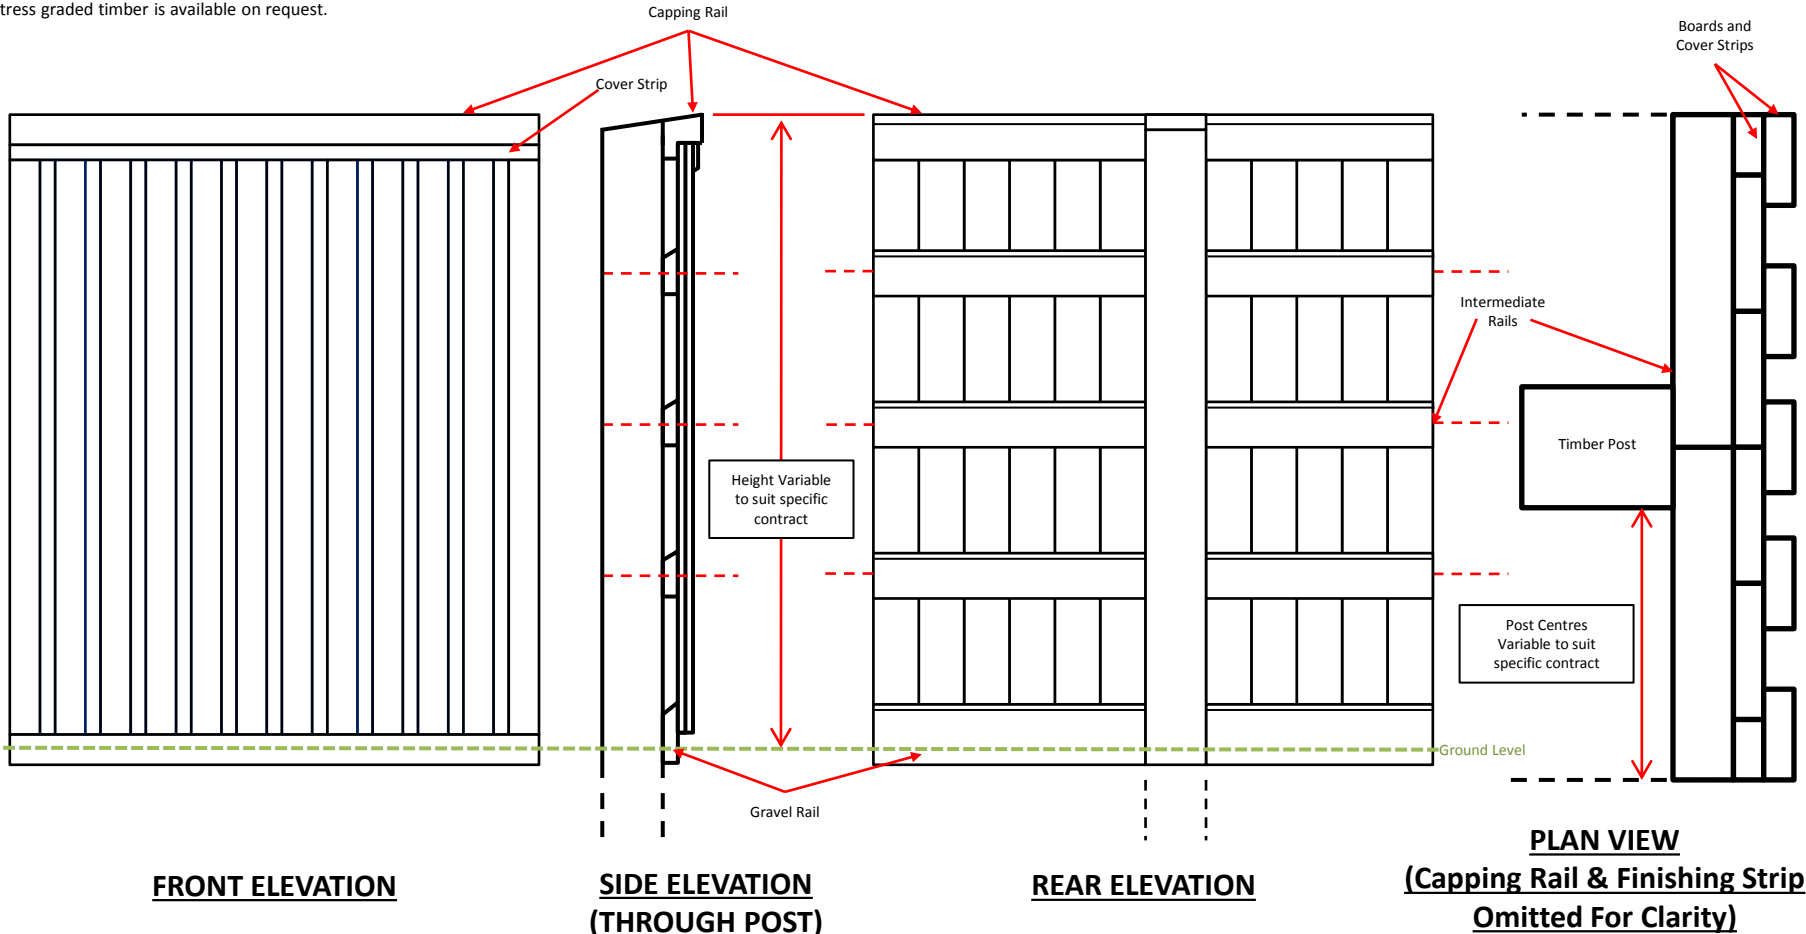 tress graded timber is available on request.
Capping Rail
Cover Strip
Boards and
Cover Strips
Intermediate
Rails
Timber Post
Height Variable
to suit specific
contract
Post Centres
Variable to suit
specific contract
Ground Level
Gravel Rail
FRONT ELEVATION
SIDE ELEVATION
(THROUGH POST)
REAR ELEVATION
PLAN VIEW
(Capping Rail & Finishing Strip
Omitted For Clarity)